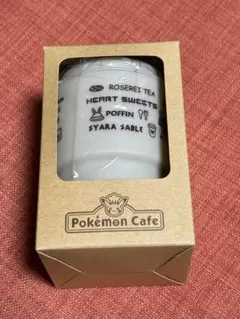 ROSEREI TEA
HEART SWEETS
POFFIN
SYARA SABLE
Pokémon Cafe